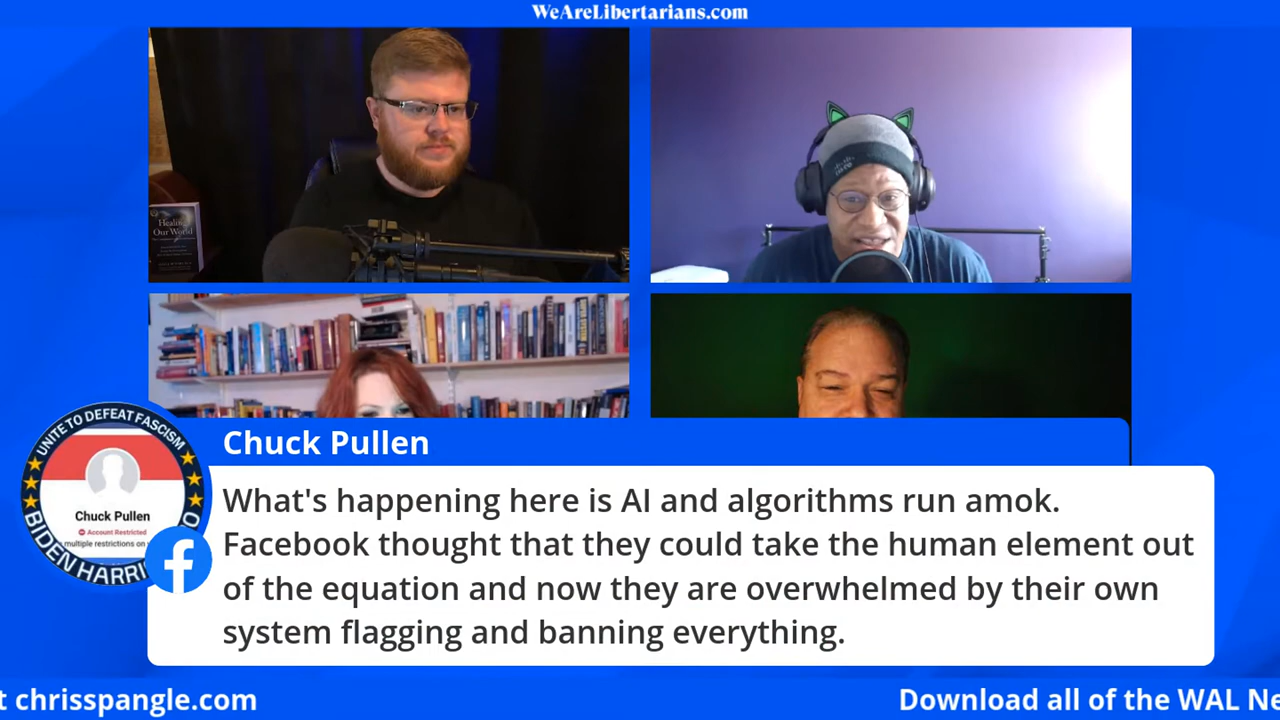 WeAreLibertarians.com
Healing
Our World
UNITE TO DEFEAT FASCISM
Chuck Pullen
Account Restricted
multiple restrictions on
BIDEN HARRI
Chuck Pullen
What's happening here is AI and algorithms run amok.
Facebook thought that they could take the human element out
of the equation and now they are overwhelmed by their own
system flagging and banning everything.
t chrisspangle.com
Download all of the WAL Ne